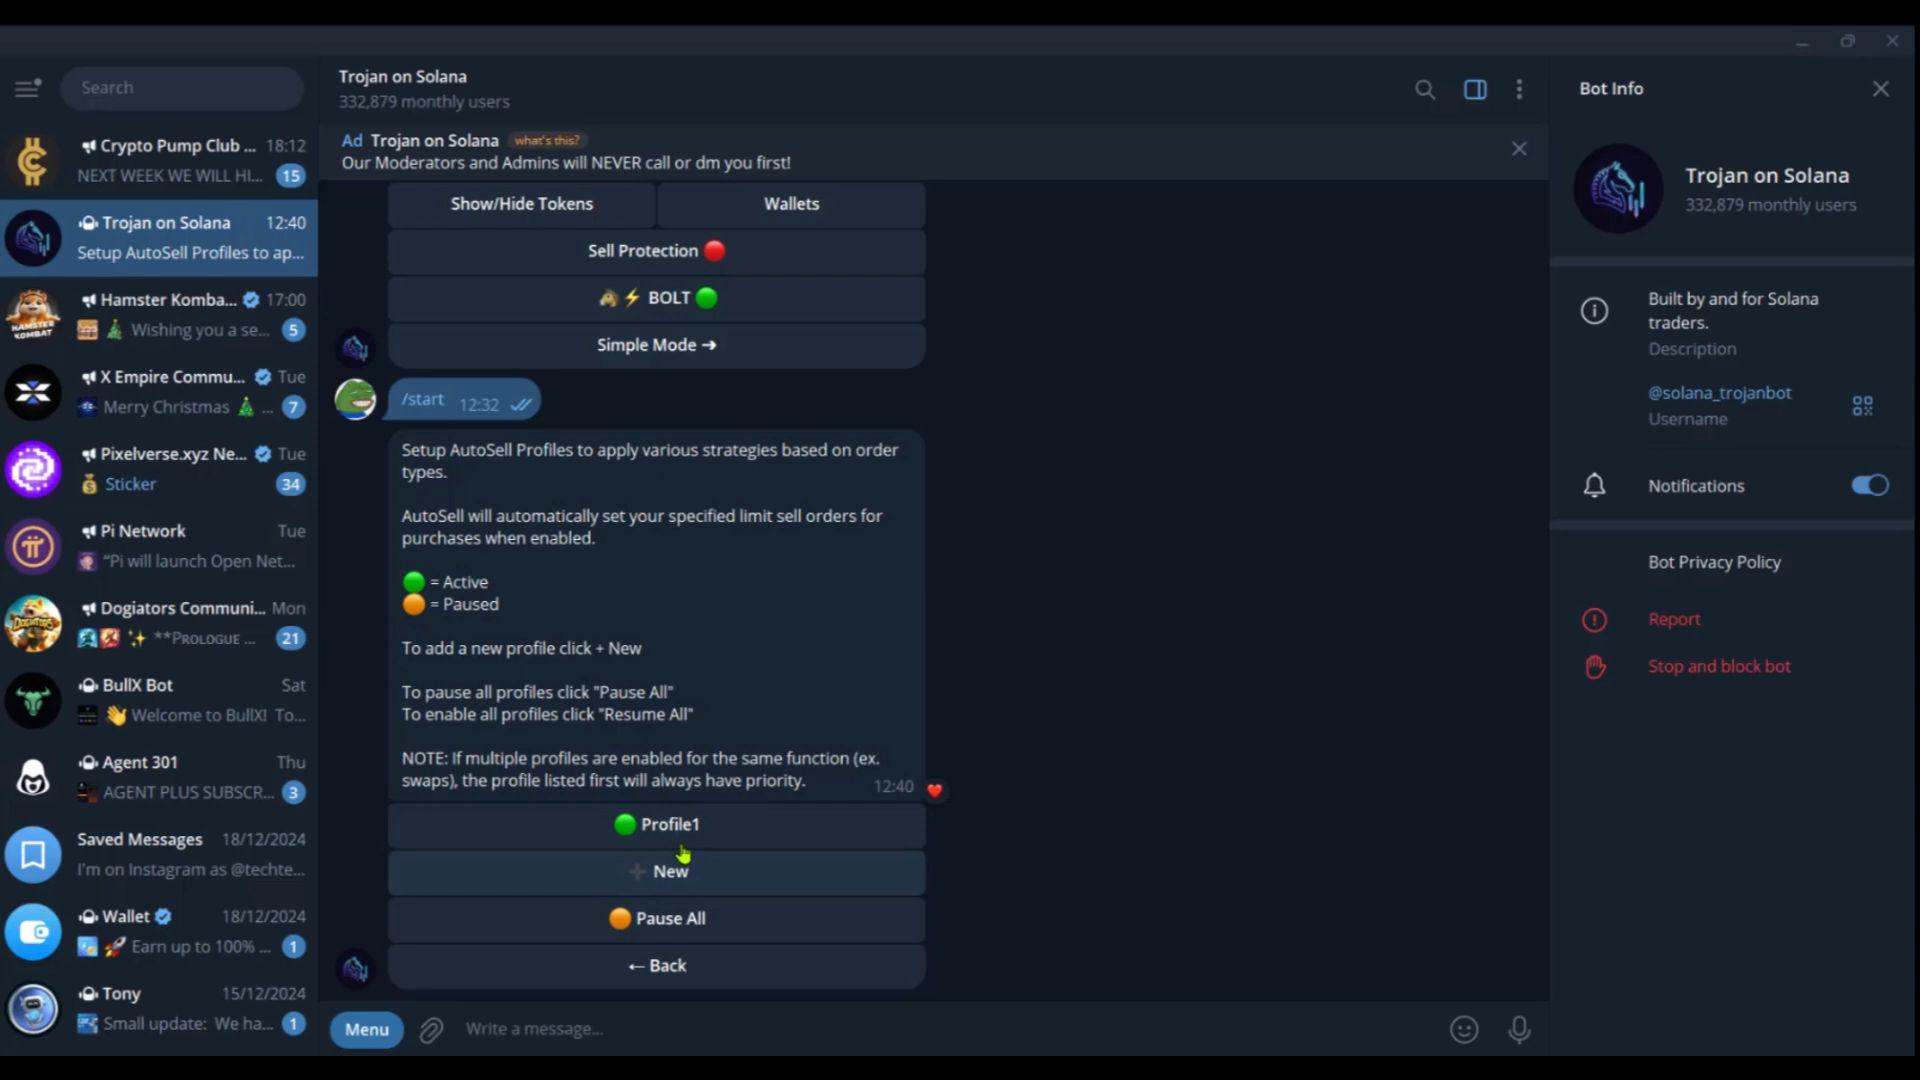 Search
Crypto Pump Club ... 18:12
NEXT WEEK WE WILL HI... 15
Trojan on Solana 12:40
Setup AutoSell Profiles to ap...
Hamster Komba... 17:00
Wishing you a se... 5
X Empire Commu... Tue
Merry Christmas ... 7
Pixelverse.xyz Ne... Tue
Sticker 34
Pi Network Tue
“Pi will launch Open Net...
Dogiators Communi... Mon
**PROLOGUE ... 21
BullX Bot Sat
Welcome to BullX! To...
Agent 301 Thu
AGENT PLUS SUBSCR... 3
Saved Messages 18/12/2024
I'm on Instagram as @techte...
Wallet 18/12/2024
Earn up to 100% ... 1
Tony 15/12/2024
Small update: We ha... 1
HAMSTER
DOGIATORS
Trojan on Solana
332,879 monthly users
Ad Trojan on Solana what's this?
Our Moderators and Admins will NEVER call or dm you first!
Show/Hide Tokens Wallets
Sell Protection 🔴
🐴⚡ BOLT 🟢
Simple Mode ➔
/start 12:32
Setup AutoSell Profiles to apply various strategies based on order
types.
AutoSell will automatically set your specified limit sell orders for
purchases when enabled.
🟢 = Active
🟠 = Paused
To add a new profile click + New
To pause all profiles click "Pause All"
To enable all profiles click "Resume All"
NOTE: If multiple profiles are enabled for the same function (ex.
swaps), the profile listed first will always have priority. 12:40
🟢 Profile1
➕ New
🟠 Pause All
← Back
Menu Write a message...
Bot Info
Trojan on Solana
332,879 monthly users
Built by and for Solana
traders.
Description
@solana_trojanbot
Username
Notifications
Bot Privacy Policy
Report
Stop and block bot